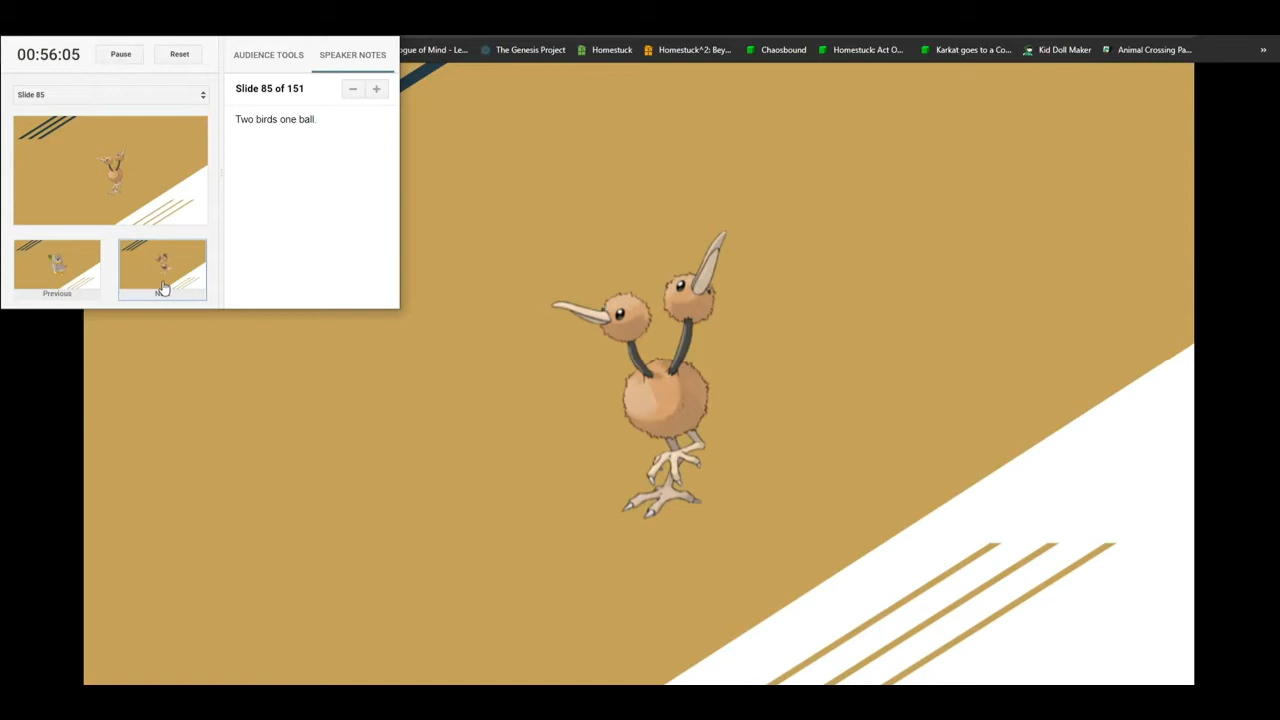 00:56:05
Pause
Reset
AUDIENCE TOOLS
SPEAKER NOTES
ogue of Mind - Le...
The Genesis Project
Homestuck
Homestuck^2: Bey...
Chaosbound
Homestuck: Act O...
Karkat goes to a Co...
Kid Doll Maker
Animal Crossing Pa...
»
Slide 85
Slide 85 of 151
− +
Two birds one ball.
Previous